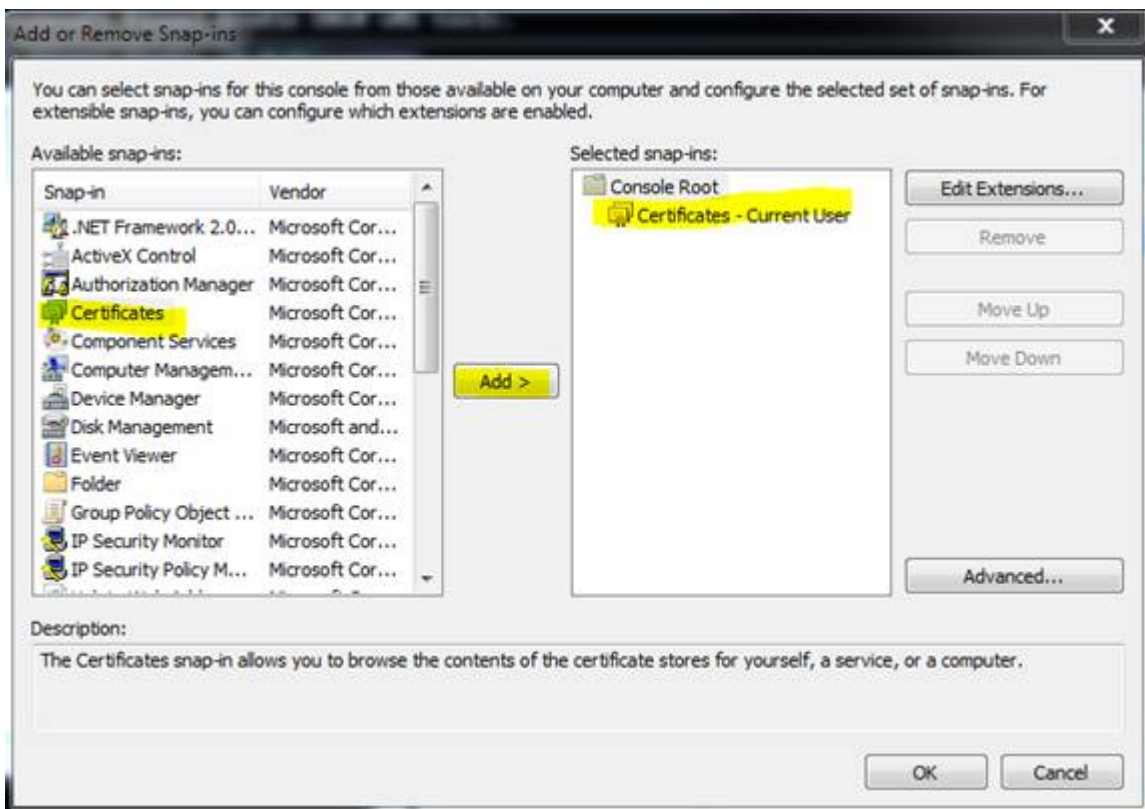 Add or Remove Snap-ins
You can select snap-ins for this console from those available on your computer and configure the selected set of snap-ins. For
extensible snap-ins, you can configure which extensions are enabled.
Available snap-ins:
Snap-in Vendor
.NET Framework 2.0... Microsoft Cor...
ActiveX Control Microsoft Cor...
Authorization Manager Microsoft Cor...
Certificates Microsoft Cor...
Component Services Microsoft Cor...
Computer Managem... Microsoft Cor...
Device Manager Microsoft Cor...
Disk Management Microsoft and...
Event Viewer Microsoft Cor...
Folder Microsoft Cor...
Group Policy Object ... Microsoft Cor...
IP Security Monitor Microsoft Cor...
IP Security Policy M... Microsoft Cor...
Add >
Selected snap-ins:
Console Root
Certificates - Current User
Edit Extensions...
Remove
Move Up
Move Down
Advanced...
Description:
The Certificates snap-in allows you to browse the contents of the certificate stores for yourself, a service, or a computer.
OK Cancel